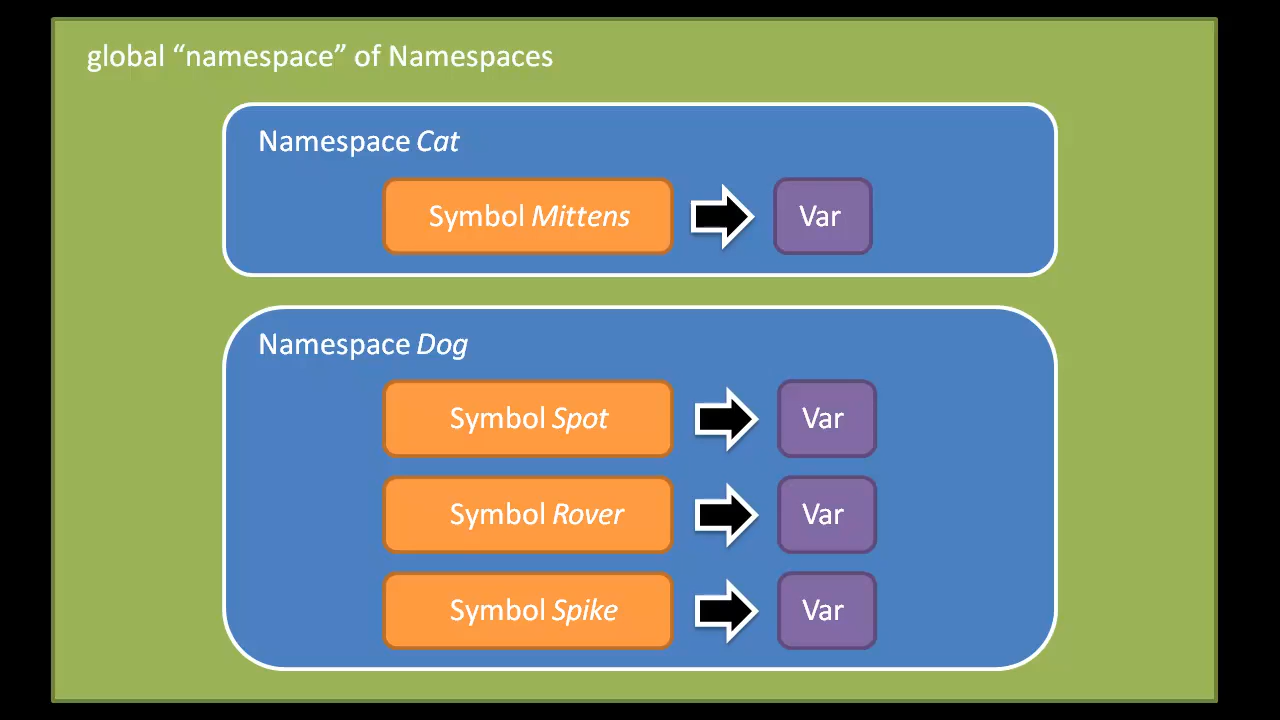 global “namespace” of Namespaces
Namespace Cat
Symbol Mittens
Var
Namespace Dog
Symbol Spot
Var
Symbol Rover
Var
Symbol Spike
Var